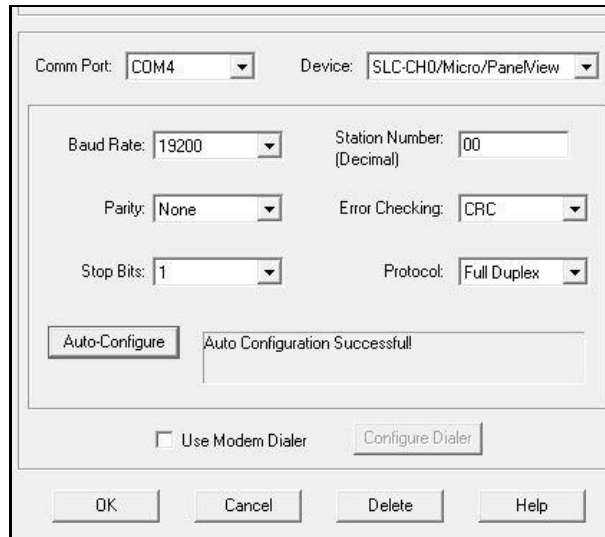 Comm Port: COM4 Device: SLC-CH0/Micro/PanelView
Baud Rate: 19200 Station Number: 00
(Decimal)
Parity: None Error Checking: CRC
Stop Bits: 1 Protocol: Full Duplex
Auto-Configure Auto Configuration Successful!
Use Modem Dialer Configure Dialer
OK Cancel Delete Help